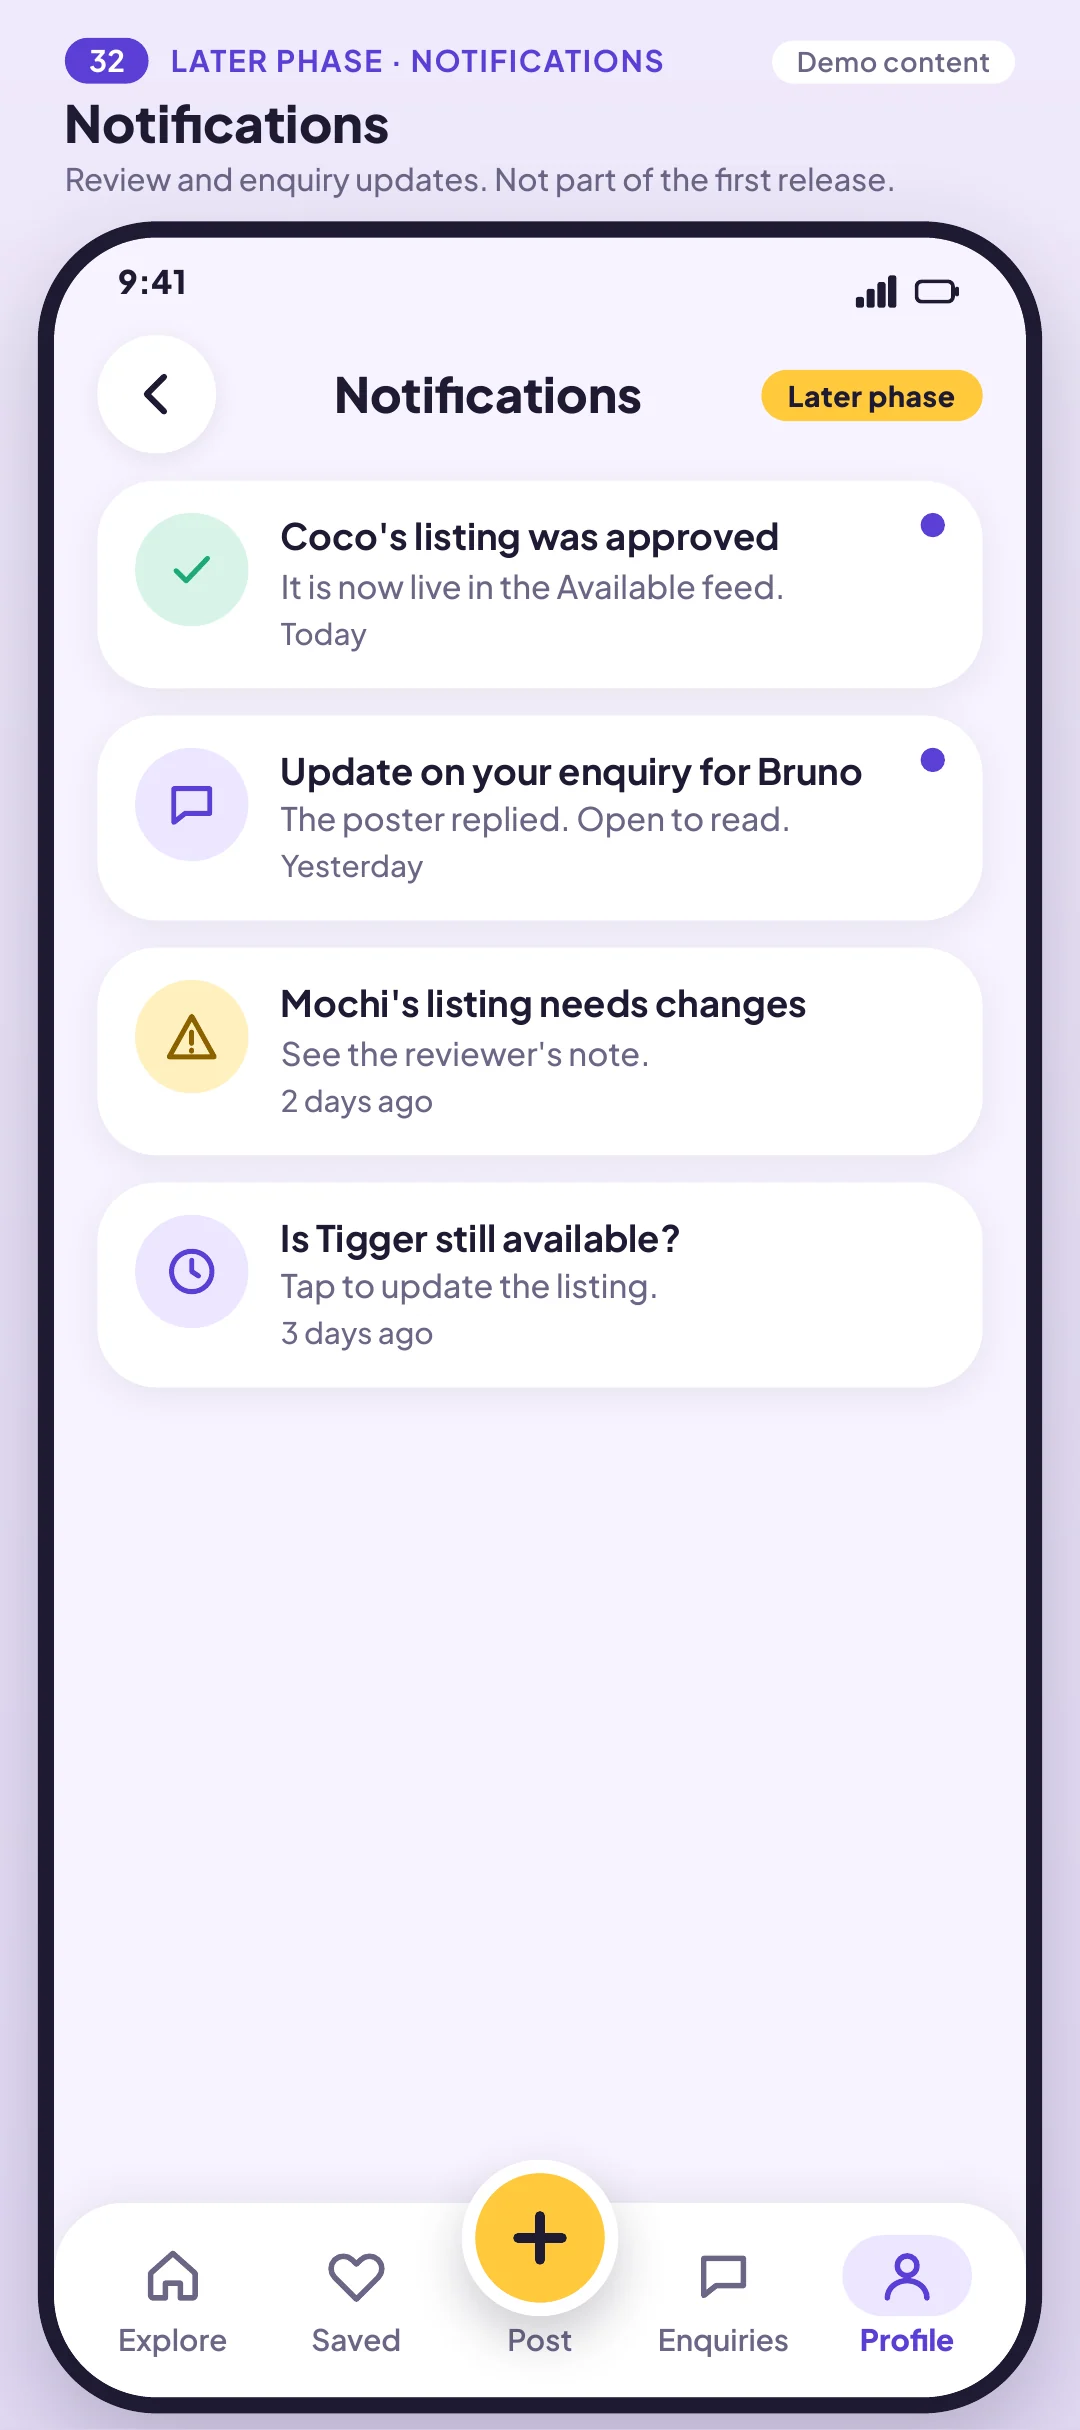 32
LATER PHASE · NOTIFICATIONS
Demo content
Notifications
Review and enquiry updates. Not part of the first release.
9:41
Notifications
Later phase
Coco's listing was approved
It is now live in the Available feed.
Today
Update on your enquiry for Bruno
The poster replied. Open to read.
Yesterday
Mochi's listing needs changes
See the reviewer's note.
2 days ago
Is Tigger still available?
Tap to update the listing.
3 days ago
Explore
Saved
Post
Enquiries
Profile